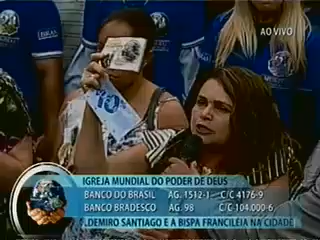 AO VIVO
IGREJA MUNDIAL DO PODER DE DEUS
BANCO DO BRASIL AG. 1512-1 C/C 4176-9
BANCO BRADESCO AG. 98 C/C 104.000-6
.DEMIRO SANTIAGO E A BISPA FRANCILÉIA NA CIDADE